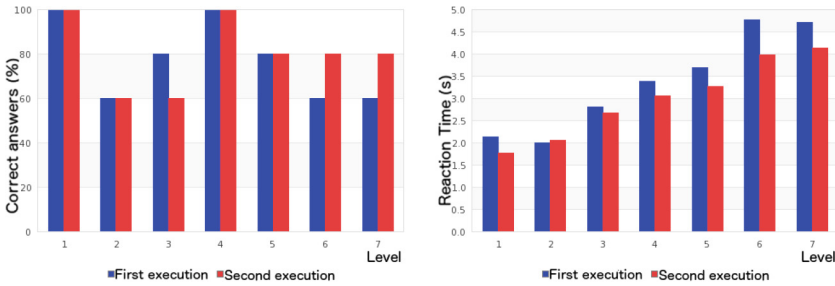 Correct answers (%)
100
80
60
40
20
0
1 2 3 4 5 6 7
Level
First execution Second execution
Reaction Time (s)
5.0
4.5
4.0
3.5
3.0
2.5
2.0
1.5
1.0
0.5
0.0
1 2 3 4 5 6 7
Level
First execution Second execution